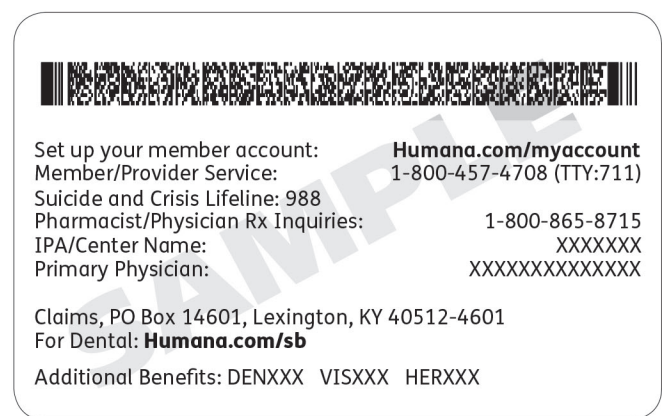 Set up your member account: Humana.com/myaccount
Member/Provider Service: 1-800-457-4708 (TTY:711)
Suicide and Crisis Lifeline: 988
Pharmacist/Physician Rx Inquiries: 1-800-865-8715
IPA/Center Name: XXXXXXX
Primary Physician: XXXXXXXXXXXXXX
Claims, PO Box 14601, Lexington, KY 40512-4601
For Dental: Humana.com/sb
Additional Benefits: DENXXX VISXXX HERXXX
SAMPLE